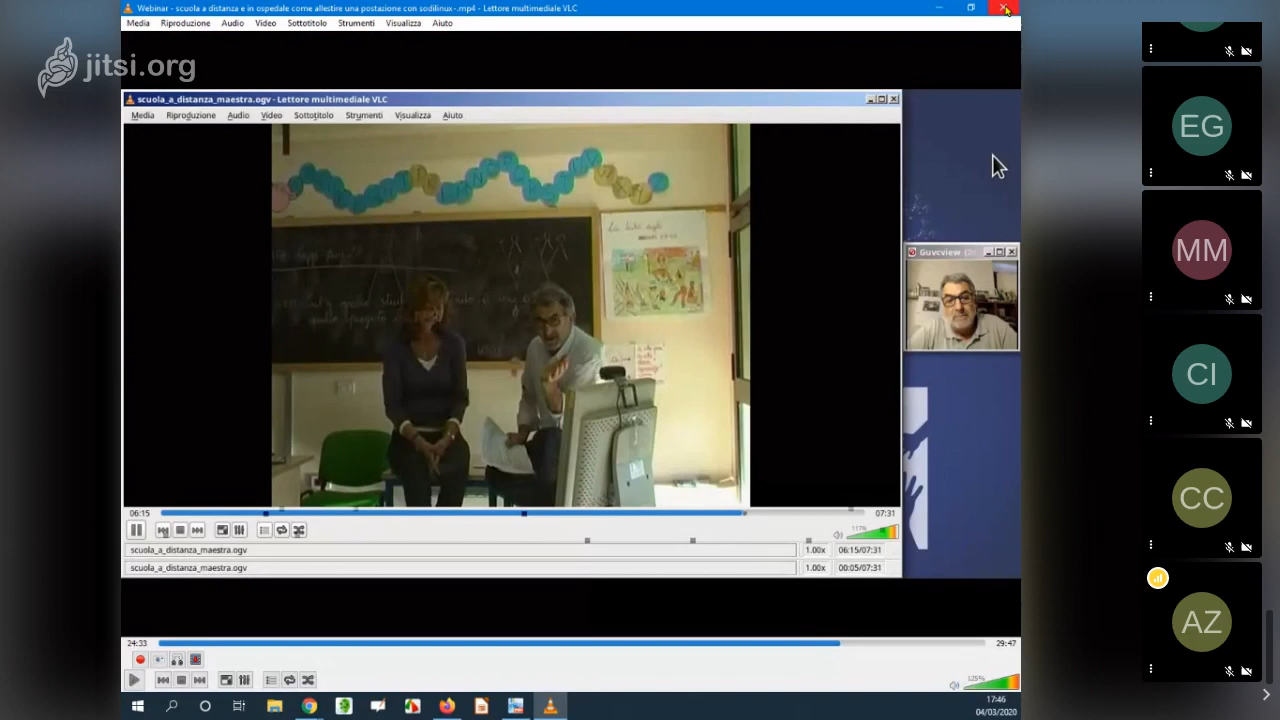 Webinar - scuola a distanza e in ospedale come allestire una postazione con sodilinux-.mp4 - Lettore multimediale VLC
Media Riproduzione Audio Video Sottotitolo Strumenti Visualizza Aiuto
jitsi.org
scuola_a_distanza_maestra.ogv - Lettore multimediale VLC
Media Riproduzione Audio Video Sottotitolo Strumenti Visualizza Aiuto
EG
Guvcview
MM
CI
06:15 07:31
117%
scuola_a_distanza_maestra.ogv 1.00x 06:15/07:31
scuola_a_distanza_maestra.ogv 1.00x 00:05/07:31
CC
AZ
24:33 29:47
125%
17:46
04/03/2020